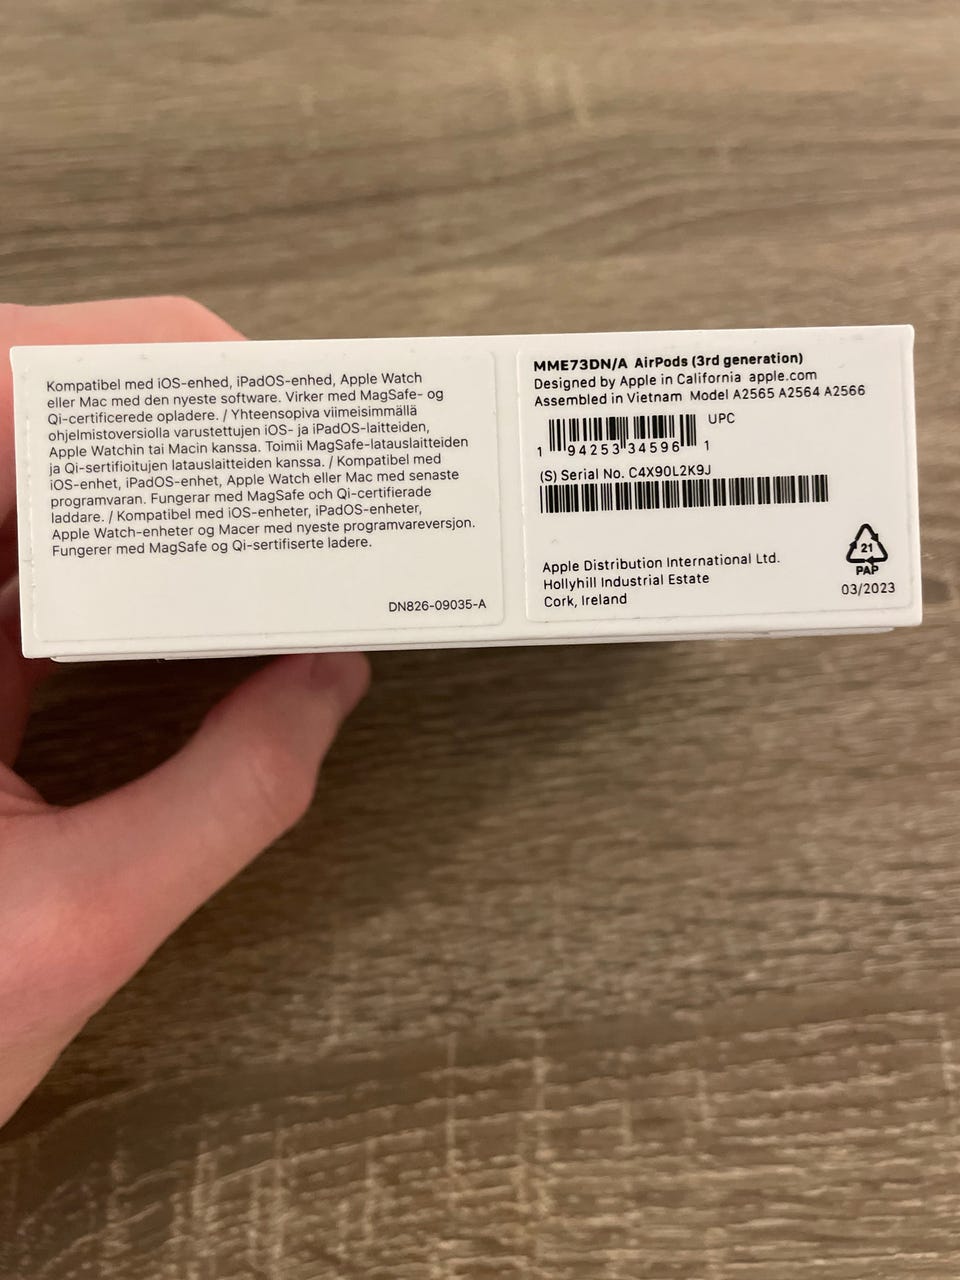 Kompatibel med iOS-enhed, iPadOS-enhed, Apple Watch
eller Mac med den nyeste software. Virker med MagSafe- og
Qi-certificerede opladere. / Yhteensopiva viimeisimmällä
ohjelmistoversiolla varustettujen iOS- ja iPadOS-laitteiden,
Apple Watchin tai Macin kanssa. Toimii MagSafe-latauslaitteiden
ja Qi-sertifioitujen latauslaitteiden kanssa. / Kompatibel med
iOS-enhet, iPadOS-enhet, Apple Watch eller Mac med senaste
programvaran. Fungerar med MagSafe och Qi-certifierade
laddare. / Kompatibel med iOS-enheter, iPadOS-enheter,
Apple Watch-enheter og Macer med nyeste programvareversjon.
Fungerer med MagSafe og Qi-sertifiserte ladere.
DN826-09035-A
MME73DN/A AirPods (3rd generation)
Designed by Apple in California apple.com
Assembled in Vietnam Model A2565 A2564 A2566
UPC
1 94253 34596 1
(S) Serial No. C4X90L2K9J
Apple Distribution International Ltd.
Hollyhill Industrial Estate
Cork, Ireland
21
PAP
03/2023